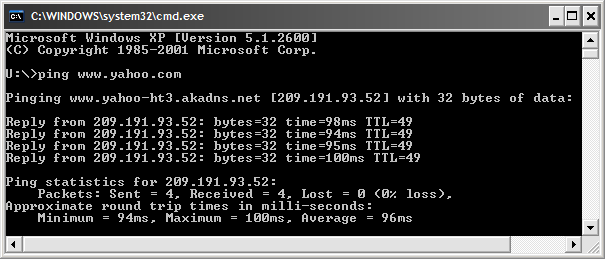 C:\WINDOWS\system32\cmd.exe
Microsoft Windows XP [Version 5.1.2600]
(C) Copyright 1985-2001 Microsoft Corp.
U:\>ping www.yahoo.com
Pinging www.yahoo-ht3.akadns.net [209.191.93.52] with 32 bytes of data:
Reply from 209.191.93.52: bytes=32 time=98ms TTL=49
Reply from 209.191.93.52: bytes=32 time=94ms TTL=49
Reply from 209.191.93.52: bytes=32 time=95ms TTL=49
Reply from 209.191.93.52: bytes=32 time=100ms TTL=49
Ping statistics for 209.191.93.52:
    Packets: Sent = 4, Received = 4, Lost = 0 (0% loss),
Approximate round trip times in milli-seconds:
    Minimum = 94ms, Maximum = 100ms, Average = 96ms